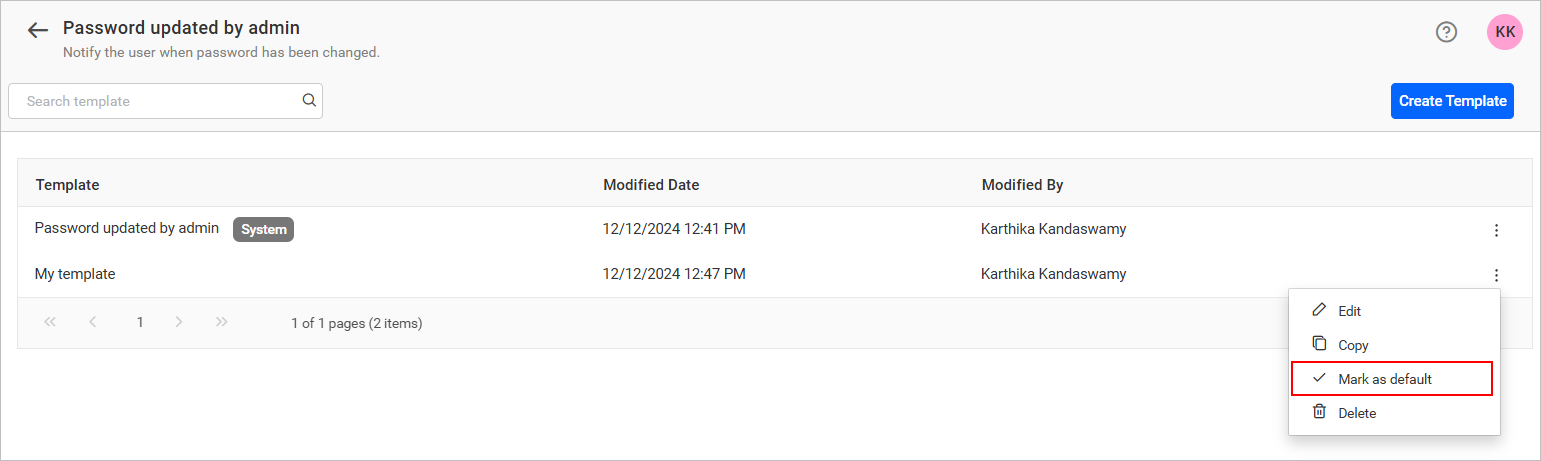 Password updated by admin
Notify the user when password has been changed.
KK
Search template
Create Template
Template Modified Date Modified By
Password updated by admin System 12/12/2024 12:41 PM Karthika Kandaswamy
My template 12/12/2024 12:47 PM Karthika Kandaswamy
1 1 of 1 pages (2 items)
Edit
Copy
Mark as default
Delete